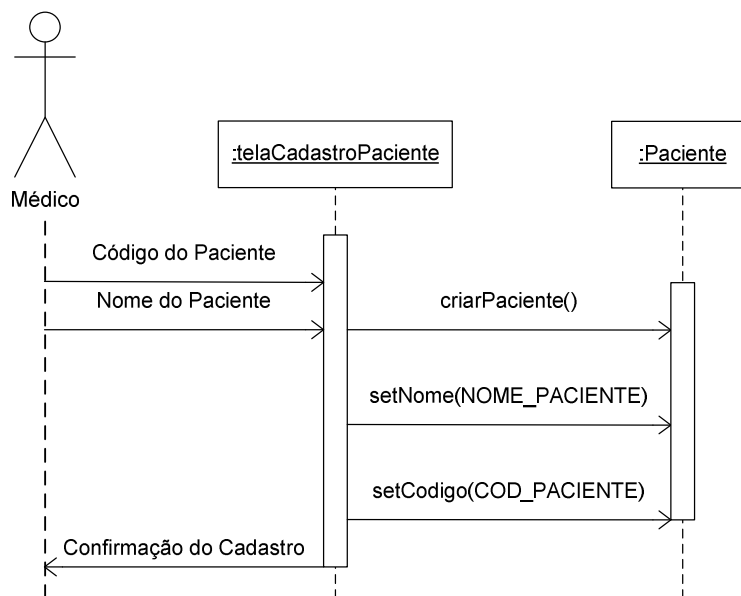 :telaCadastroPaciente
:Paciente
Médico
Código do Paciente
Nome do Paciente
criarPaciente()
setNome(NOME_PACIENTE)
setCodigo(COD_PACIENTE)
Confirmação do Cadastro